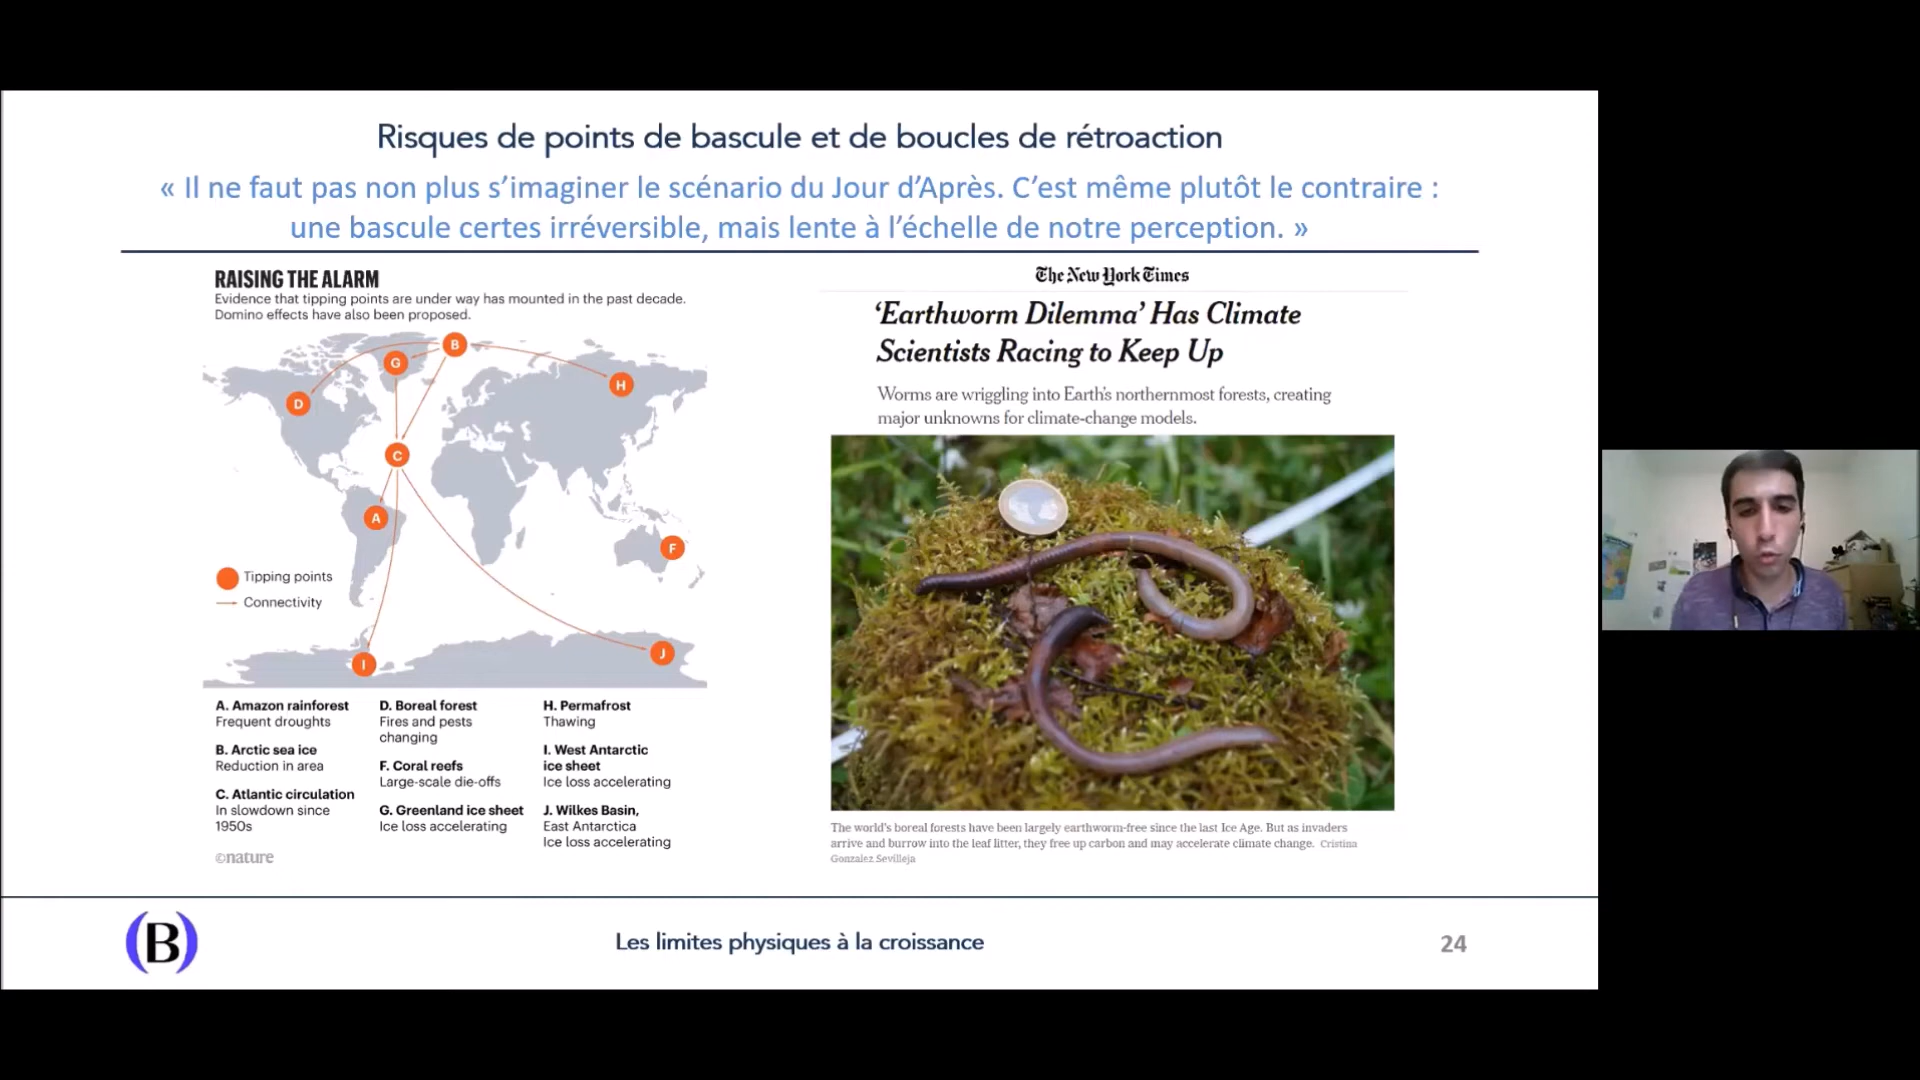 Risques de points de bascule et de boucles de rétroaction
« Il ne faut pas non plus s’imaginer le scénario du Jour d’Après. C’est même plutôt le contraire :
une bascule certes irréversible, mais lente à l’échelle de notre perception. »
RAISING THE ALARM
Evidence that tipping points are under way has mounted in the past decade.
Domino effects have also been proposed.
B
G
H
D
C
A
F
Tipping points
Connectivity
J
I
A. Amazon rainforest
Frequent droughts
B. Arctic sea ice
Reduction in area
C. Atlantic circulation
In slowdown since
1950s
D. Boreal forest
Fires and pests
changing
F. Coral reefs
Large-scale die-offs
G. Greenland ice sheet
Ice loss accelerating
H. Permafrost
Thawing
I. West Antarctic
ice sheet
Ice loss accelerating
J. Wilkes Basin,
East Antarctica
Ice loss accelerating
©nature
The New York Times
‘Earthworm Dilemma’ Has Climate
Scientists Racing to Keep Up
Worms are wriggling into Earth’s northernmost forests, creating
major unknowns for climate-change models.
The world’s boreal forests have been largely earthworm-free since the last Ice Age. But as invaders
arrive and burrow into the leaf litter, they free up carbon and may accelerate climate change. Cristina
Gonzalez Sevilleja
(B)
Les limites physiques à la croissance
24